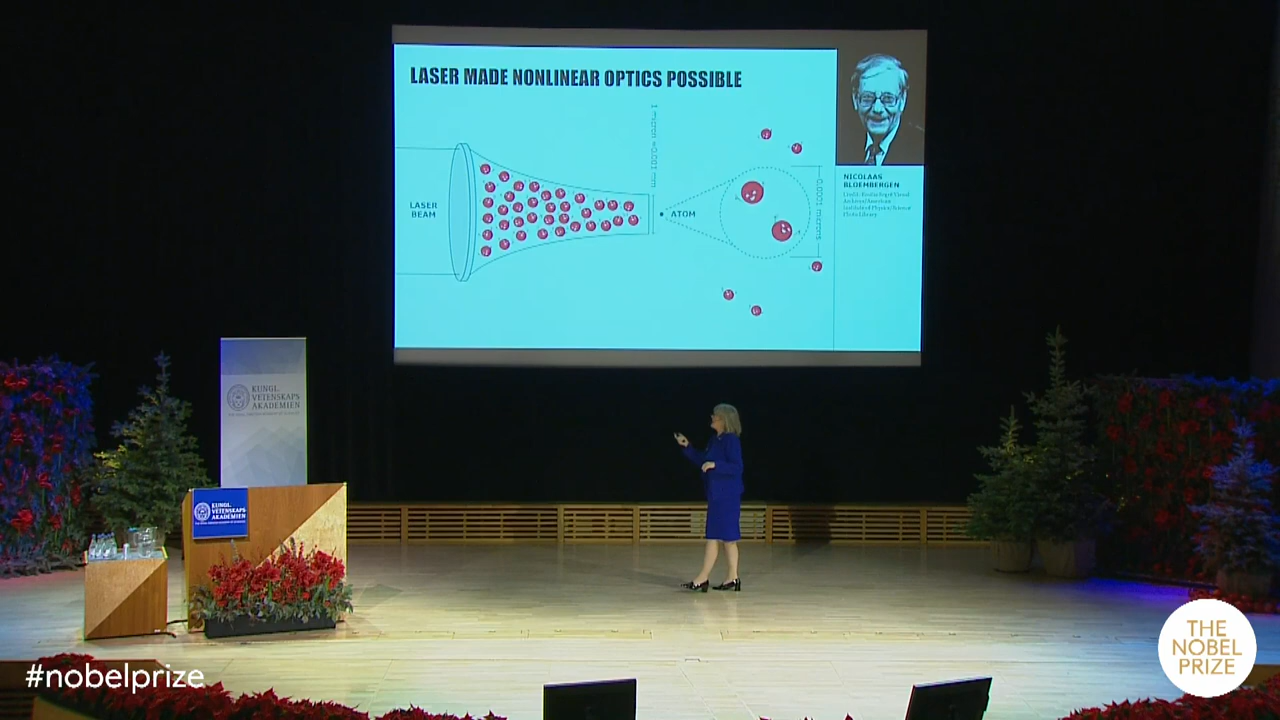 LASER MADE NONLINEAR OPTICS POSSIBLE
1 micron =0.001 mm
LASER
BEAM
ATOM
0.0001 microns
NICOLAAS
BLOEMBERGEN
KUNGL.
VETENSKAPS
AKADEMIEN
KUNGL.
VETENSKAPS
AKADEMIEN
#nobelprize
THE
NOBEL
PRIZE